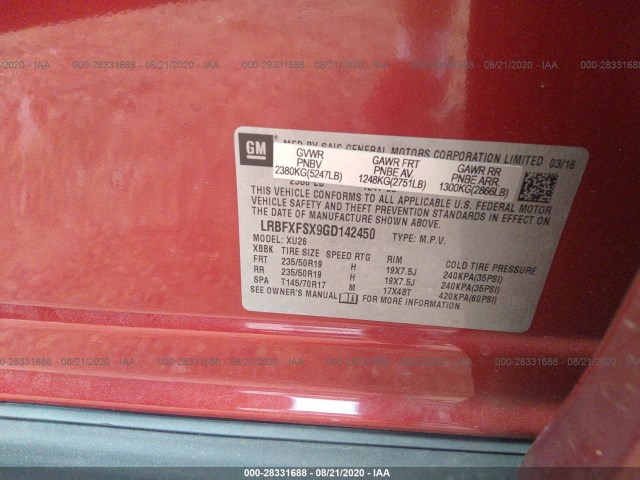 000-28331688 - 08/21/2020 - IAA
GM
MFD BY SAIC GENERAL MOTORS CORPORATION LIMITED 03/16
GVWR GAWR FRT GAWR RR
PNBV PNBE AV. PNBE ARR.
2380KG(5247LB) 1248KG(2751LB) 1300KG(2866LB)
THIS VEHICLE CONFORMS TO ALL APPLICABLE U.S. FEDERAL MOTOR
VEHICLE SAFETY AND THEFT PREVENTION STANDARDS IN EFFECT ON
THE DATE OF MANUFACTURE SHOWN ABOVE.
LRBFXFSX9GD142450 TYPE: M.P.V.
MODEL: XU26
XBBK TIRE SIZE SPEED RTG RIM COLD TIRE PRESSURE
FRT 235/50R19 H 19X7.5J 240KPA(35PSI)
RR 235/50R19 H 19X7.5J 240KPA(35PSI)
SPA T145/70R17 M 17X4BT 420KPA(60PSI)
SEE OWNER'S MANUAL FOR MORE INFORMATION.
000-28331688 - 08/21/2020 - IAA